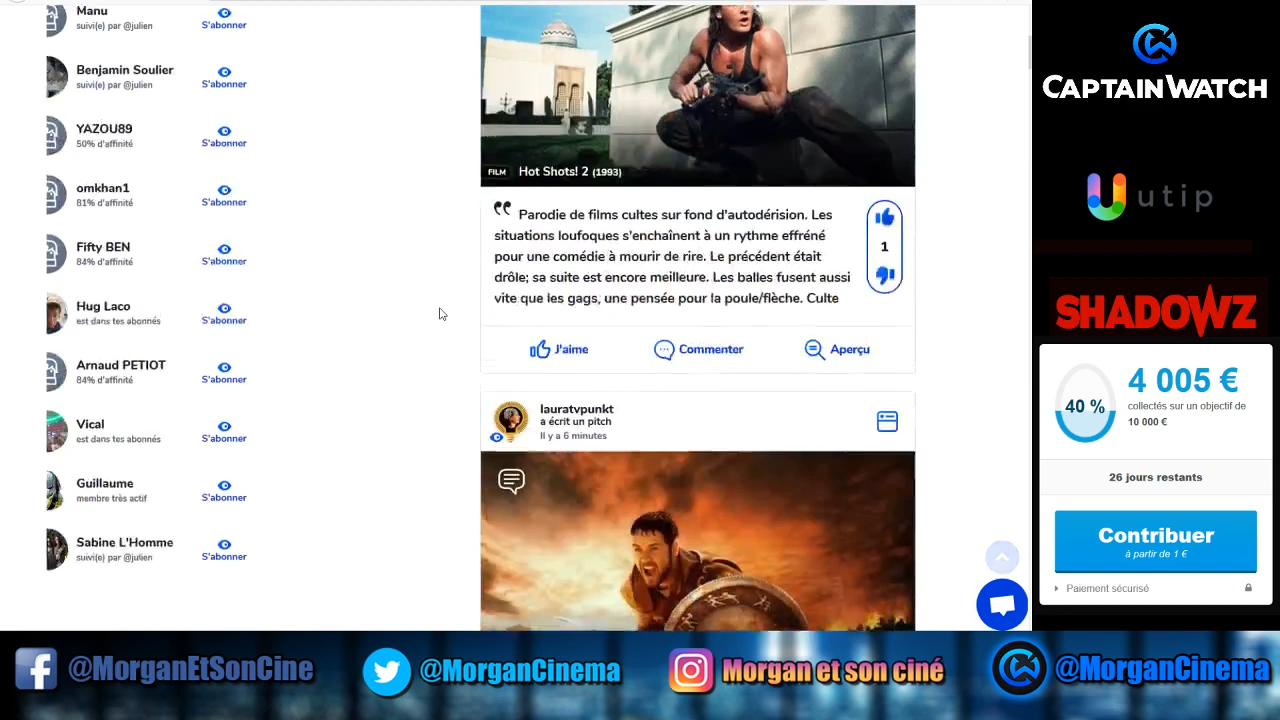 Manu
suivi(e) par @julien
S'abonner
Benjamin Soulier
suivi(e) par @julien
S'abonner
YAZOU89
50% d'affinité
S'abonner
omkhan1
81% d'affinité
S'abonner
Fifty BEN
84% d'affinité
S'abonner
Hug Laco
est dans tes abonnés
S'abonner
Arnaud PETIOT
84% d'affinité
S'abonner
Vical
est dans tes abonnés
S'abonner
Guillaume
membre très actif
S'abonner
Sabine L'Homme
suivi(e) par @julien
S'abonner
FILM Hot Shots! 2 (1993)
Parodie de films cultes sur fond d'autodérision. Les
situations loufoques s'enchaînent à un rythme effréné
pour une comédie à mourir de rire. Le précédent était
drôle; sa suite est encore meilleure. Les balles fusent aussi
vite que les gags, une pensée pour la poule/flèche. Culte
1
J'aime
Commenter
Aperçu
lauratvpunkt
a écrit un pitch
Il y a 6 minutes
CAPTAINWATCH
utip
SHADOWZ
40 %
4 005 €
collectés sur un objectif de
10 000 €
26 jours restants
Contribuer
à partir de 1 €
Paiement sécurisé
@MorganEtSonCine
@MorganCinema
Morgan et son ciné
@MorganCinema